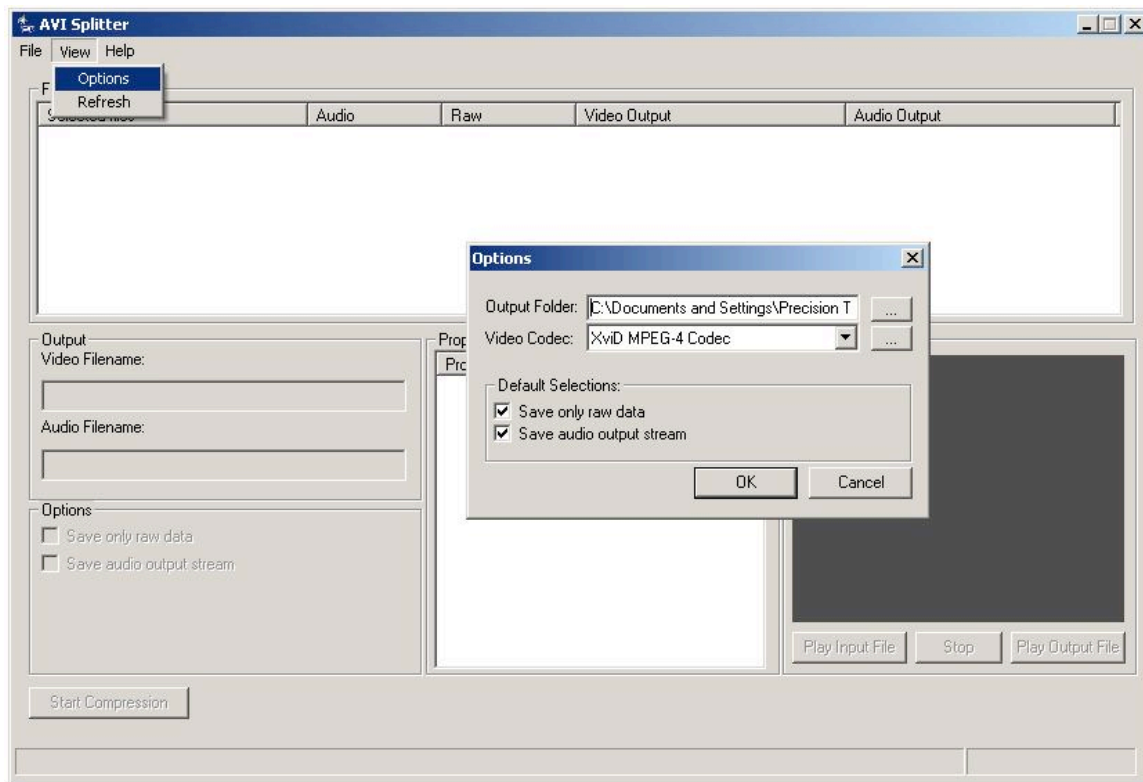 AVI Splitter
File View Help
Options
Refresh
Audio Raw Video Output Audio Output
Options
Output Folder: C:\Documents and Settings\Precision T ...
Video Codec: XviD MPEG-4 Codec ...
Default Selections:
Save only raw data
Save audio output stream
OK Cancel
Output
Video Filename:
Audio Filename:
Options
Save only raw data
Save audio output stream
Play Input File Stop Play Output File
Start Compression